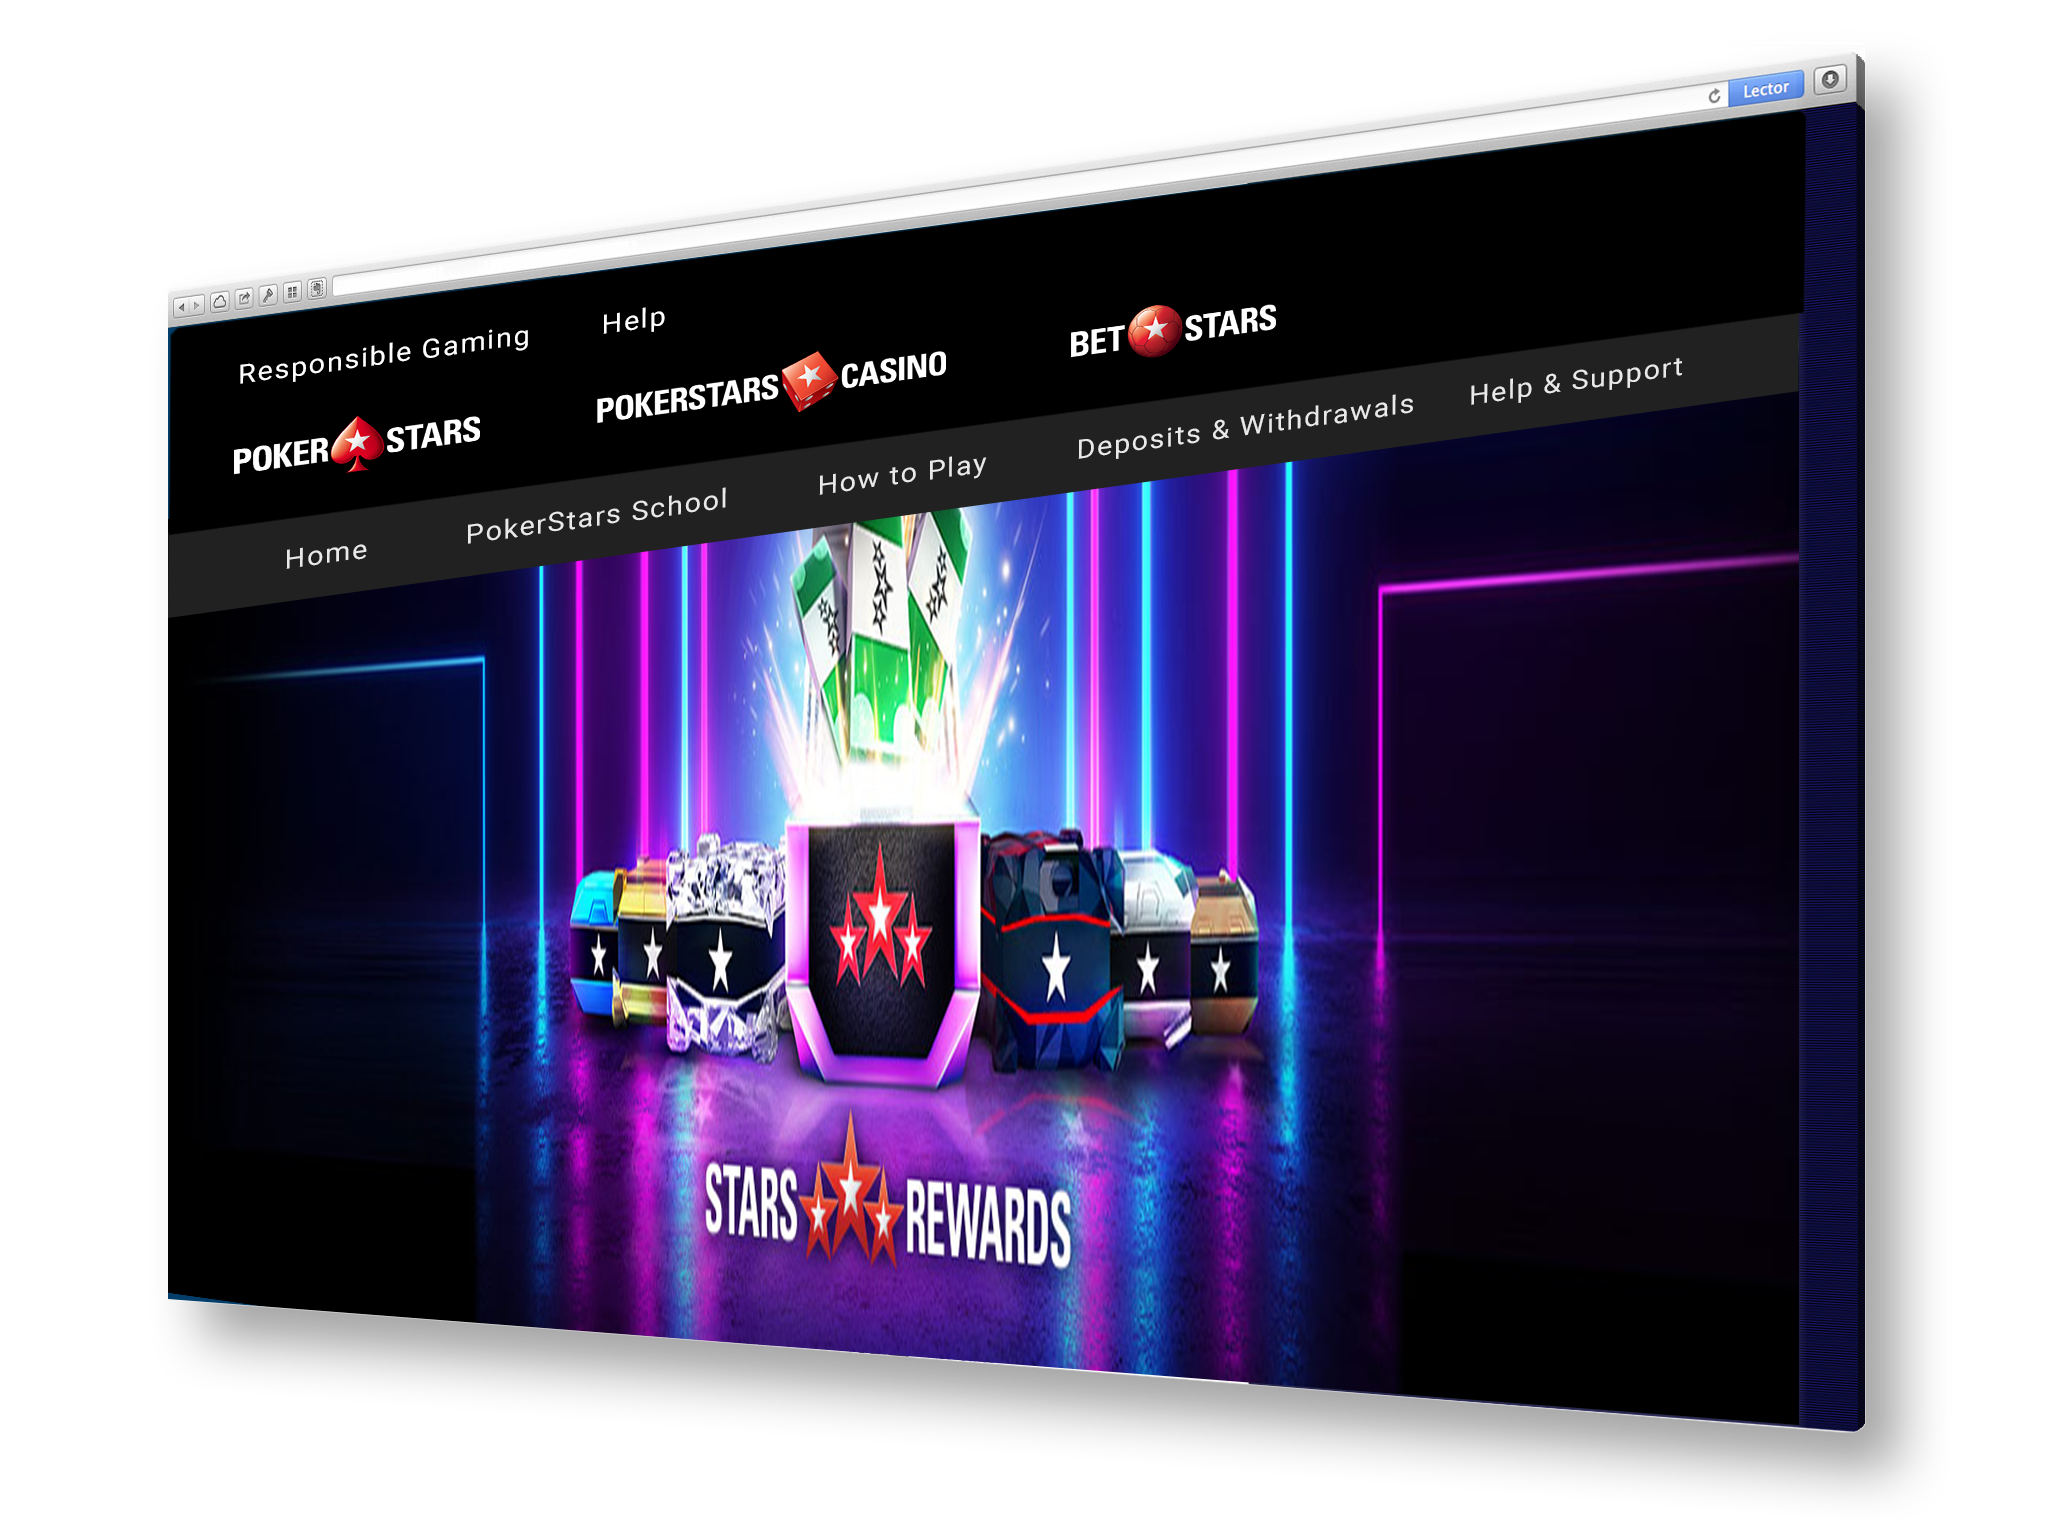 Lector
Responsible Gaming
Help
POKER STARS
POKERSTARS CASINO
BET STARS
Home
PokerStars School
How to Play
Deposits & Withdrawals
Help & Support
STARS REWARDS